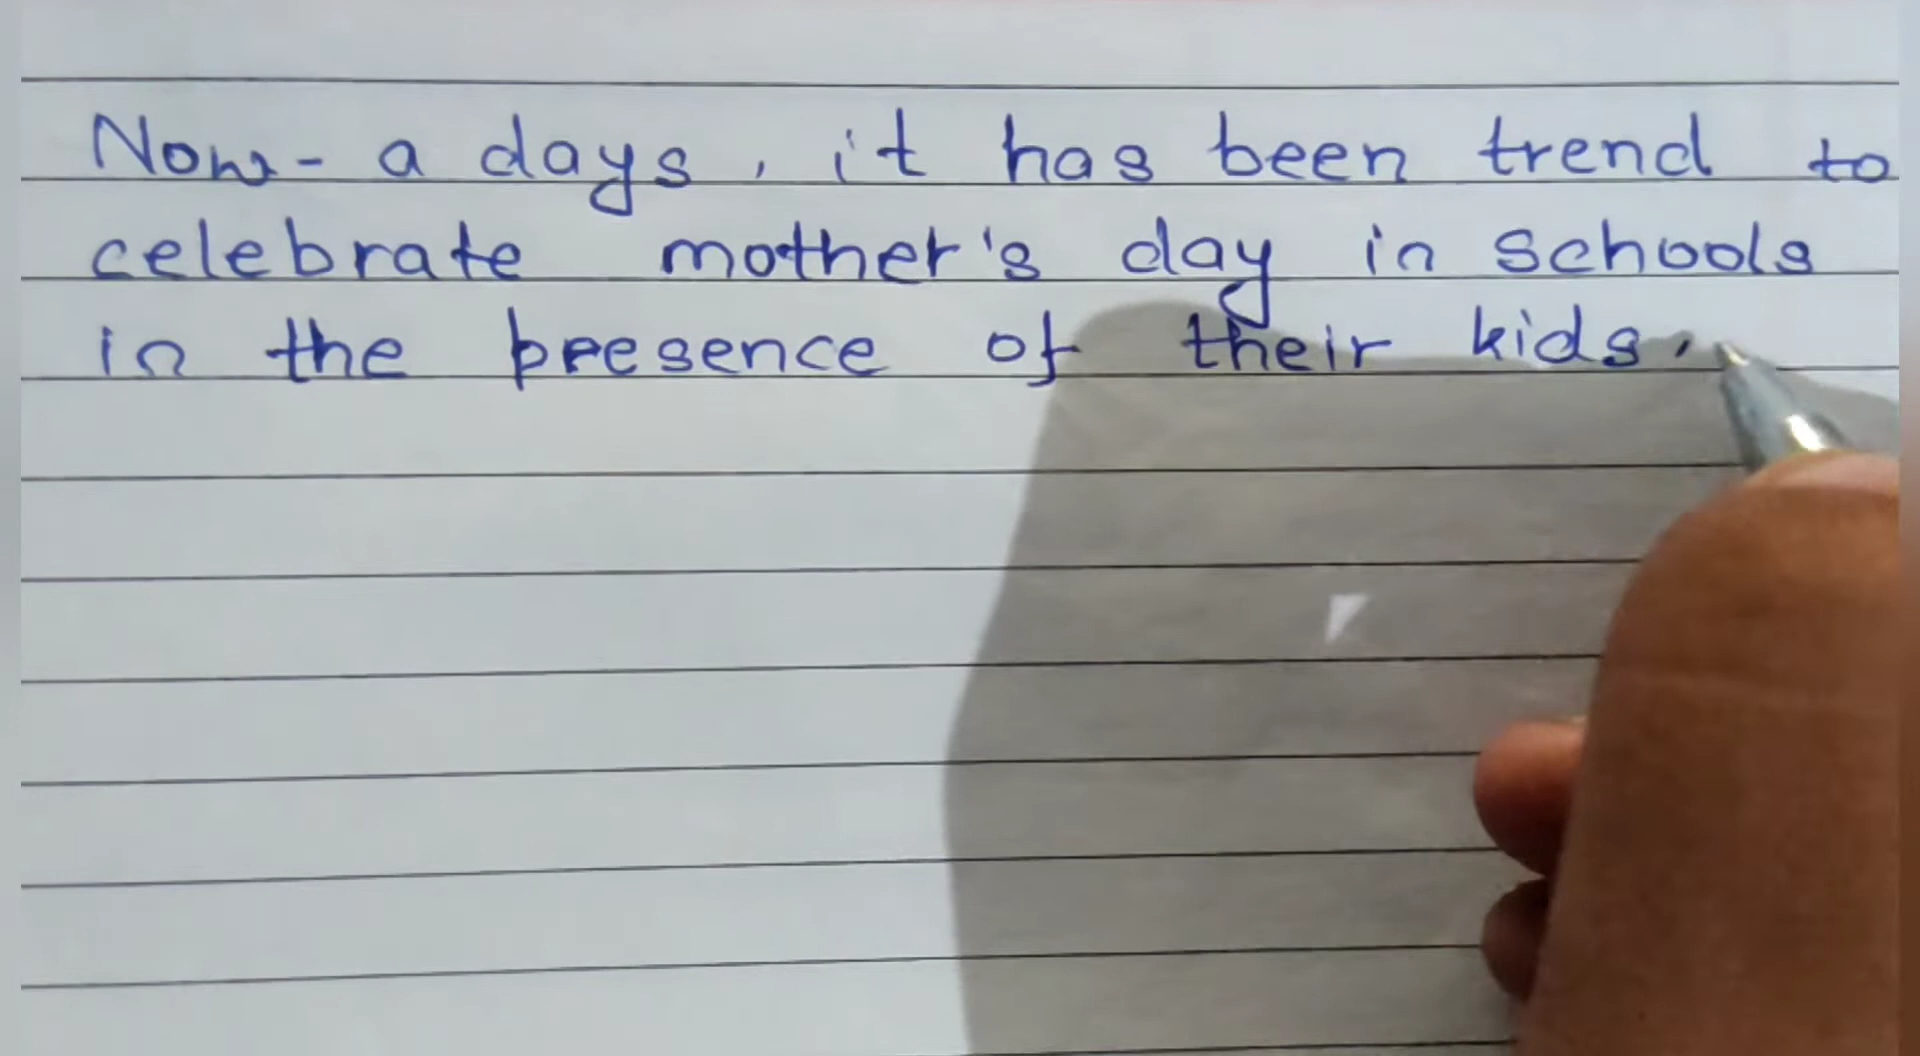 Now- a days, it has been trend to
celebrate mother's day in schools
in the presence of their kids.